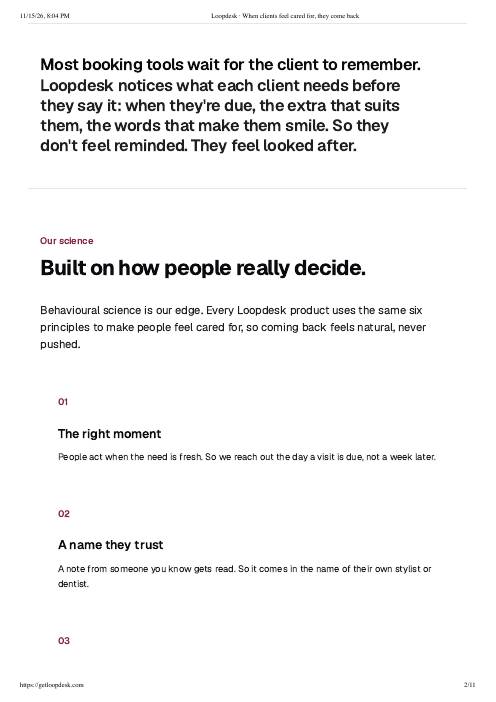 11/15/26, 8:04 PM
Loopdesk · When clients feel cared for, they come back
Most booking tools wait for the client to remember.
Loopdesk notices what each client needs before
they say it: when they're due, the extra that suits
them, the words that make them smile. So they
don't feel reminded. They feel looked after.
Our science
Built on how people really decide.
Behavioural science is our edge. Every Loopdesk product uses the same six
principles to make people feel cared for, so coming back feels natural, never
pushed.
01
The right moment
People act when the need is fresh. So we reach out the day a visit is due, not a week later.
02
A name they trust
A note from someone you know gets read. So it comes in the name of their own stylist or
dentist.
03
https://getloopdesk.com
2/11